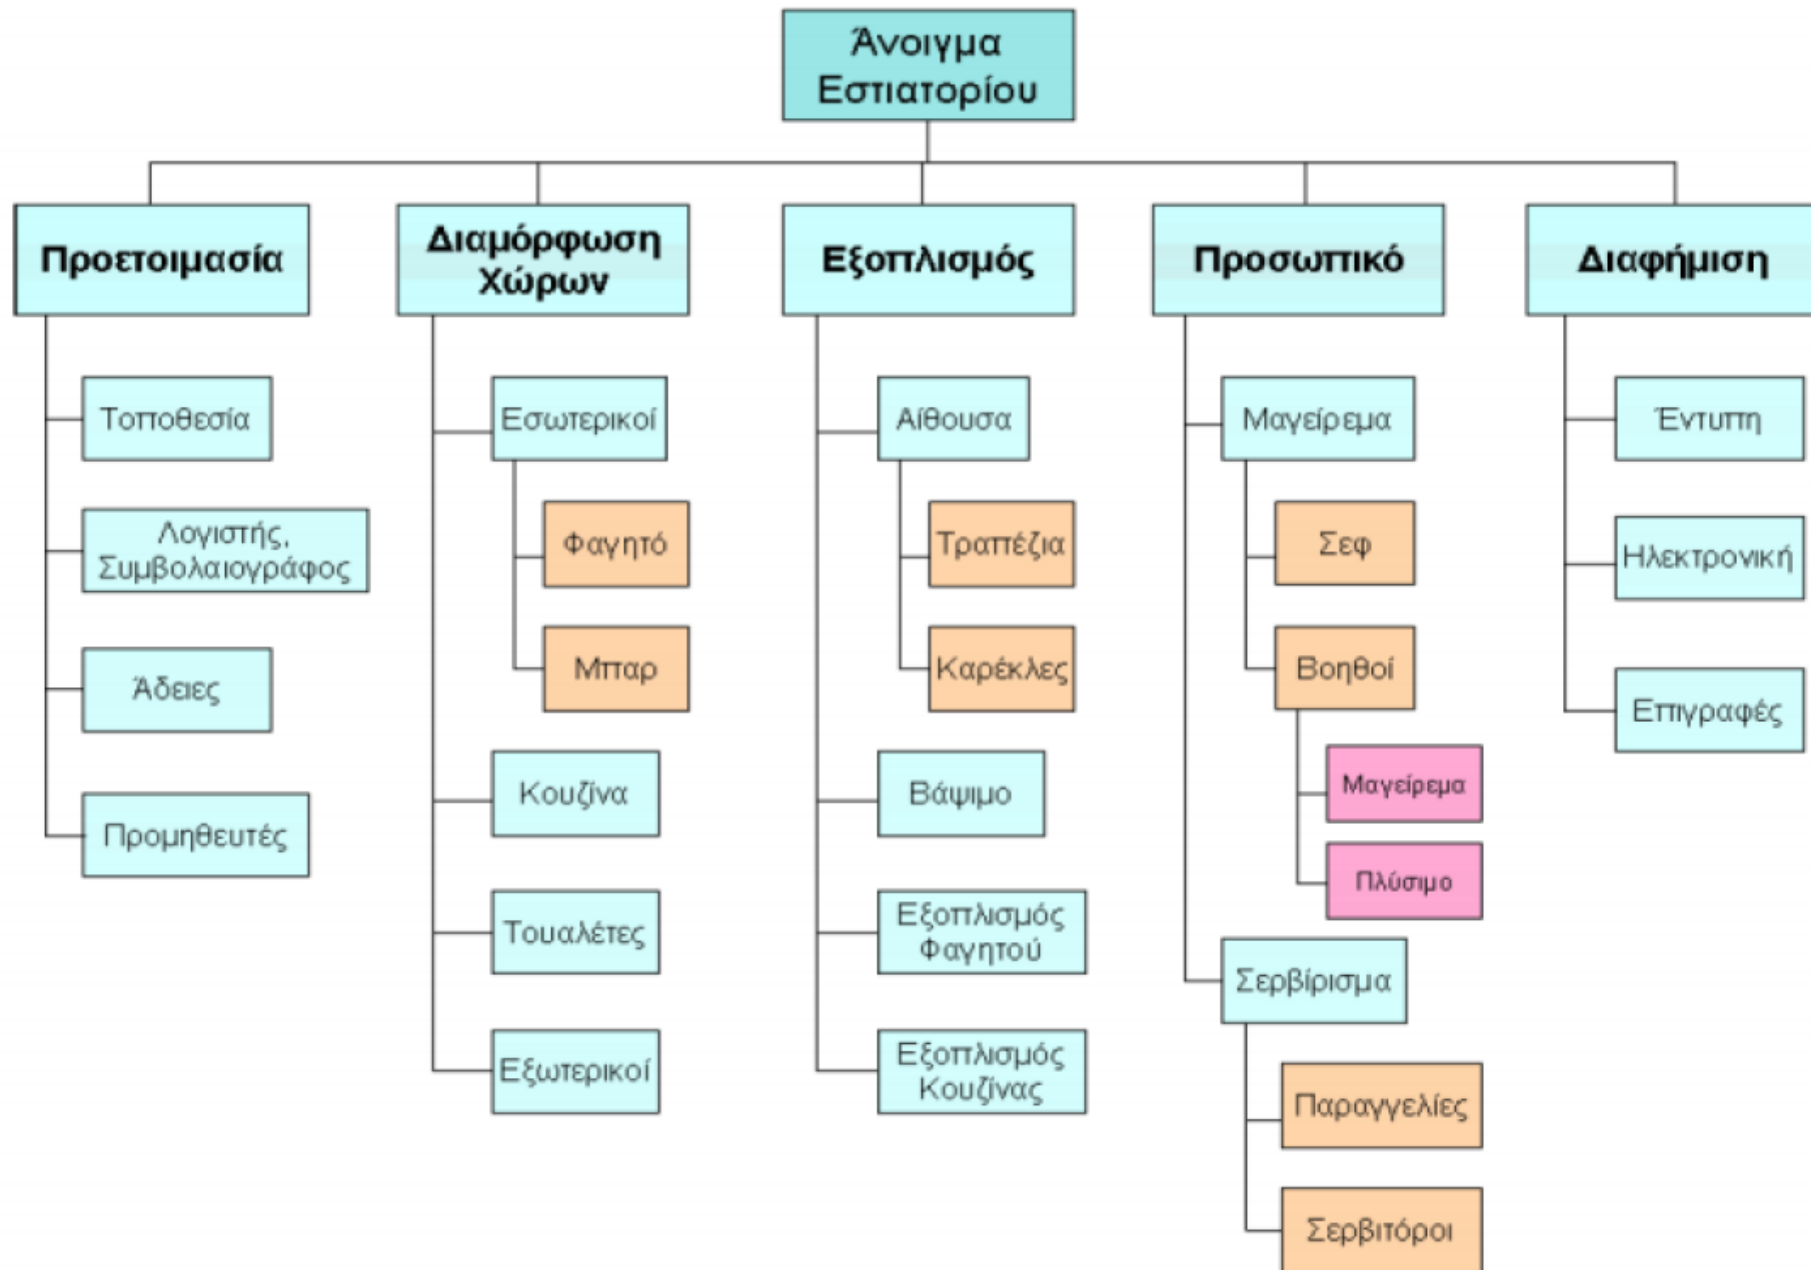 Άνοιγμα
Εστιατορίου
Προετοιμασία
Τοποθεσία
Λογιστής,
Συμβολαιογράφος
Άδειες
Προμηθευτές
Διαμόρφωση
Χώρων
Εσωτερικοί
Φαγητό
Μπαρ
Κουζίνα
Τουαλέτες
Εξωτερικοί
Εξοπλισμός
Αίθουσα
Τραπέζια
Καρέκλες
Βάψιμο
Εξοπλισμός
Φαγητού
Εξοπλισμός
Κουζίνας
Προσωπικό
Μαγείρεμα
Σεφ
Βοηθοί
Μαγείρεμα
Πλύσιμο
Σερβίρισμα
Παραγγελίες
Σερβιτόροι
Διαφήμιση
Έντυπη
Ηλεκτρονική
Επιγραφές